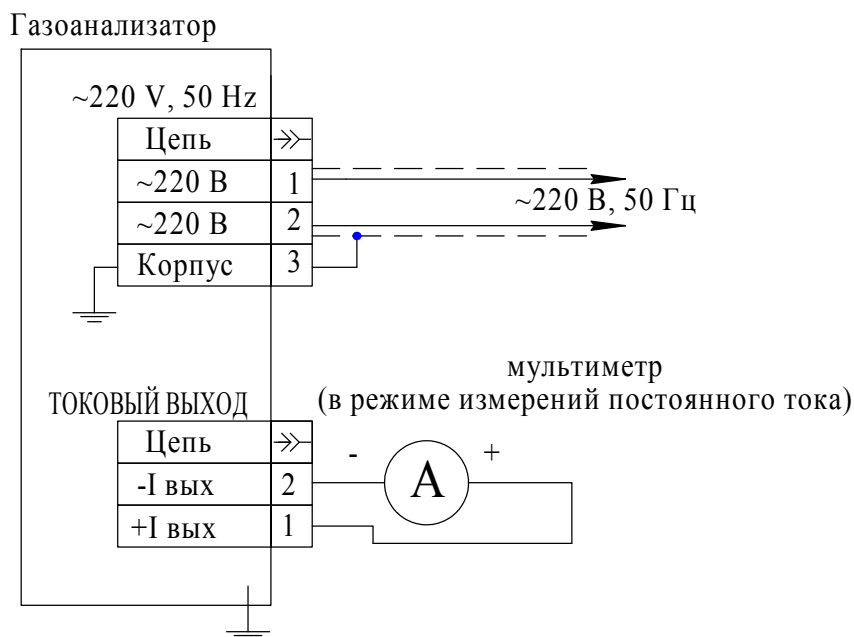 Газоанализатор
~220 V, 50 Hz
Цепь
~220 В 1
~220 В 2
~220 В, 50 Гц
Корпус 3
мультиметр
(в режиме измерений постоянного тока)
ТОКОВЫЙ ВЫХОД
Цепь
- +
А
-I вых 2
+I вых 1